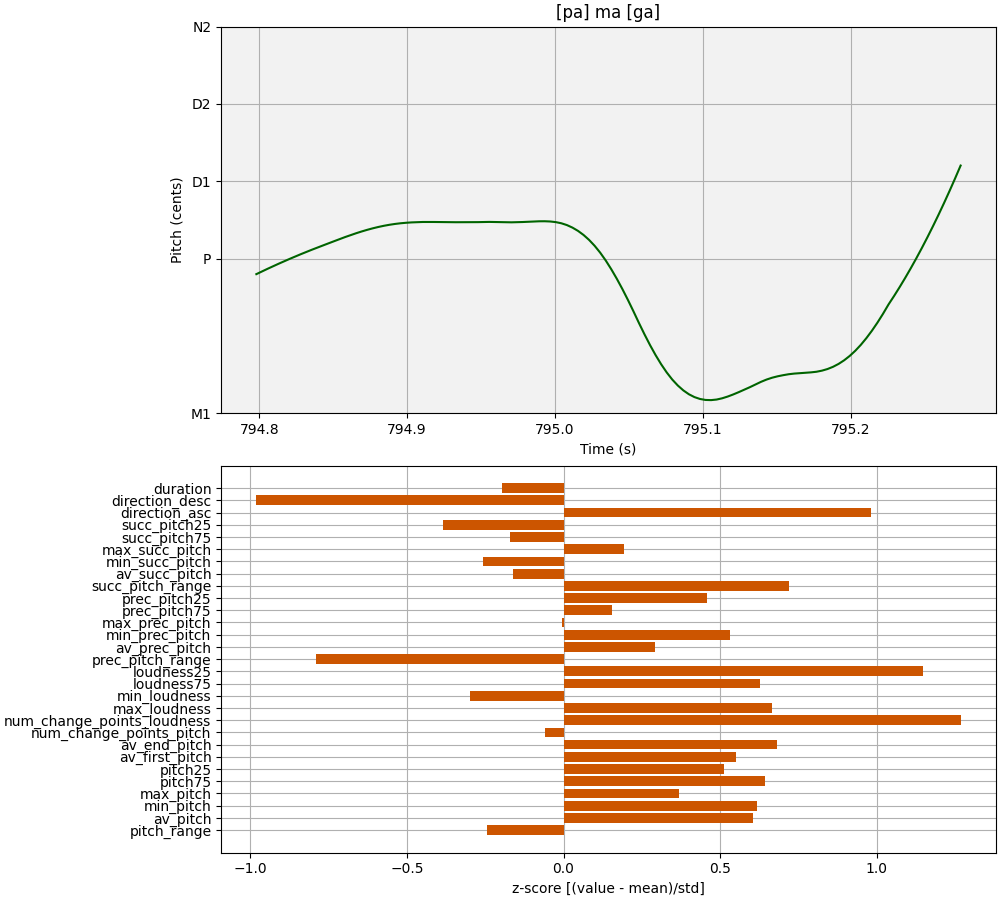 [pa] ma [ga]
N2
D2
D1
P
M1
Pitch (cents)
794.8 794.9 795.0 795.1 795.2
Time (s)
duration
direction_desc
direction_asc
succ_pitch25
succ_pitch75
max_succ_pitch
min_succ_pitch
av_succ_pitch
succ_pitch_range
prec_pitch25
prec_pitch75
max_prec_pitch
min_prec_pitch
av_prec_pitch
prec_pitch_range
loudness25
loudness75
min_loudness
max_loudness
num_change_points_loudness
num_change_points_pitch
av_end_pitch
av_first_pitch
pitch25
pitch75
max_pitch
min_pitch
av_pitch
pitch_range
−1.0 −0.5 0.0 0.5 1.0
z-score [(value - mean)/std]